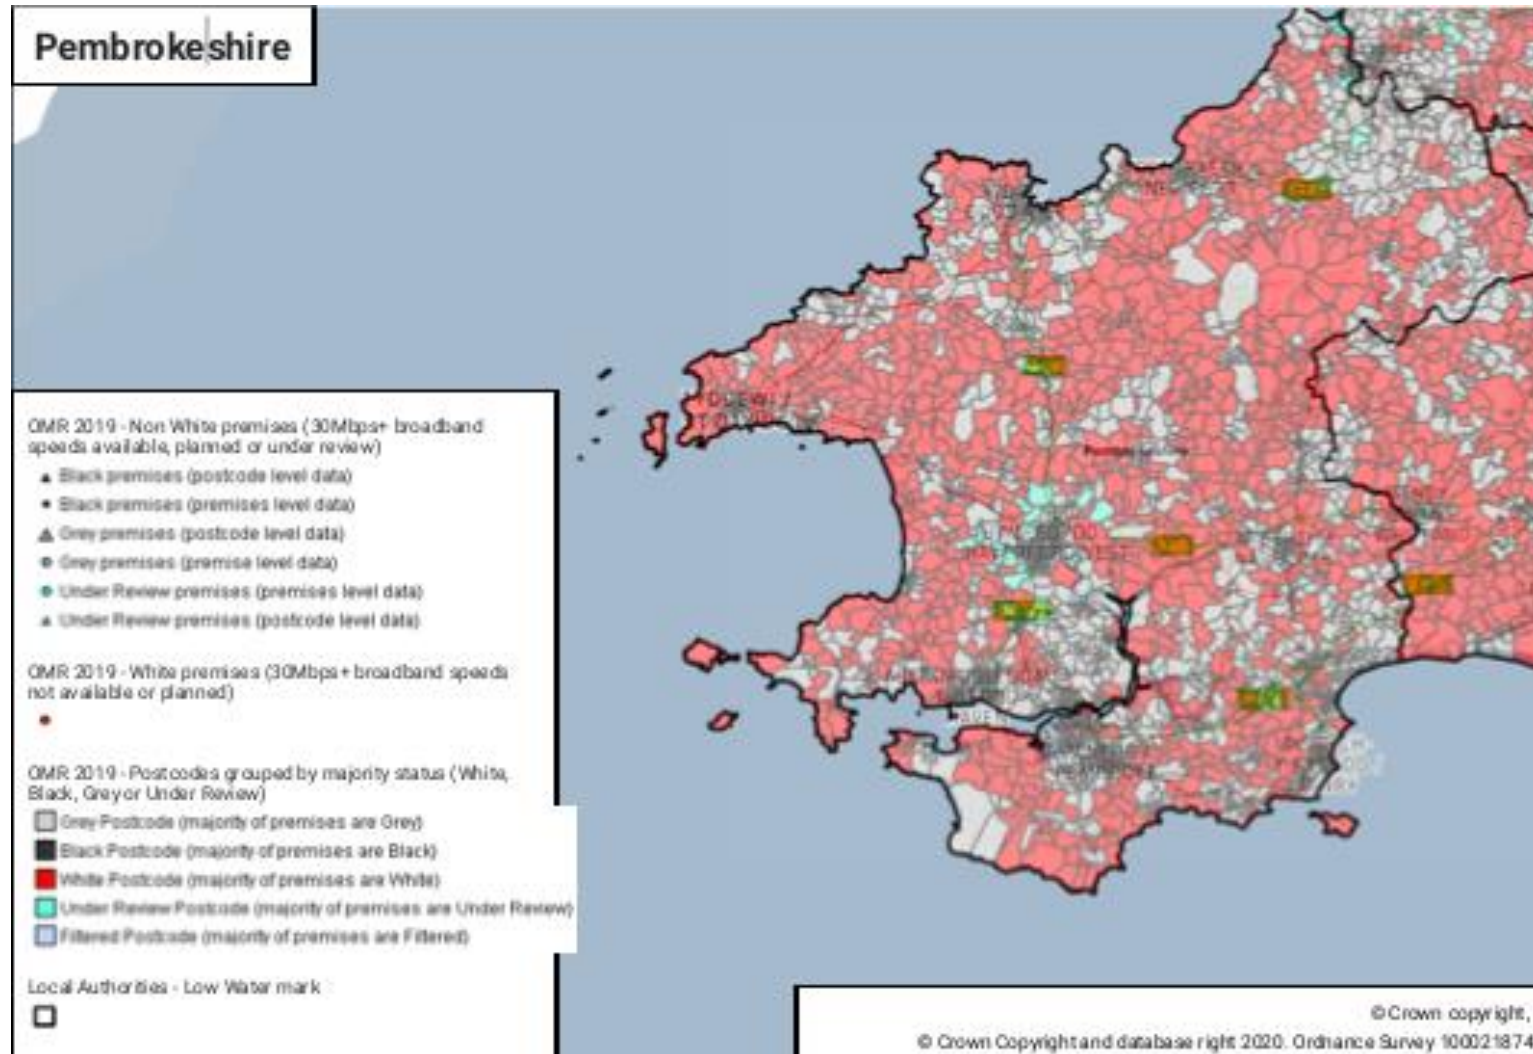 Pembrokeshire
OMR 2019 - Non White premises (30Mbps+ broadband
speeds available, planned or under review)
Black premises (postcode level data)
Black premises (premises level data)
Grey premises (postcode level data)
Grey premises (premise level data)
Under Review premises (premises level data)
Under Review premises (postcode level data)
OMR 2019 - White premises (30Mbps+ broadband speeds
not available or planned)
OMR 2019 - Postcodes grouped by majority status (White,
Black, Grey or Under Review)
Grey Postcode (majority of premises are Grey)
Black Postcode (majority of premises are Black)
White Postcode (majority of premises are White)
Under Review Postcode (majority of premises are Under Review)
Filtered Postcode (majority of premises are Filtered)
Local Authorities - Low Water mark
HAVEN
© Crown copyright,
© Crown Copyright and database right 2020. Ordnance Survey 100021874